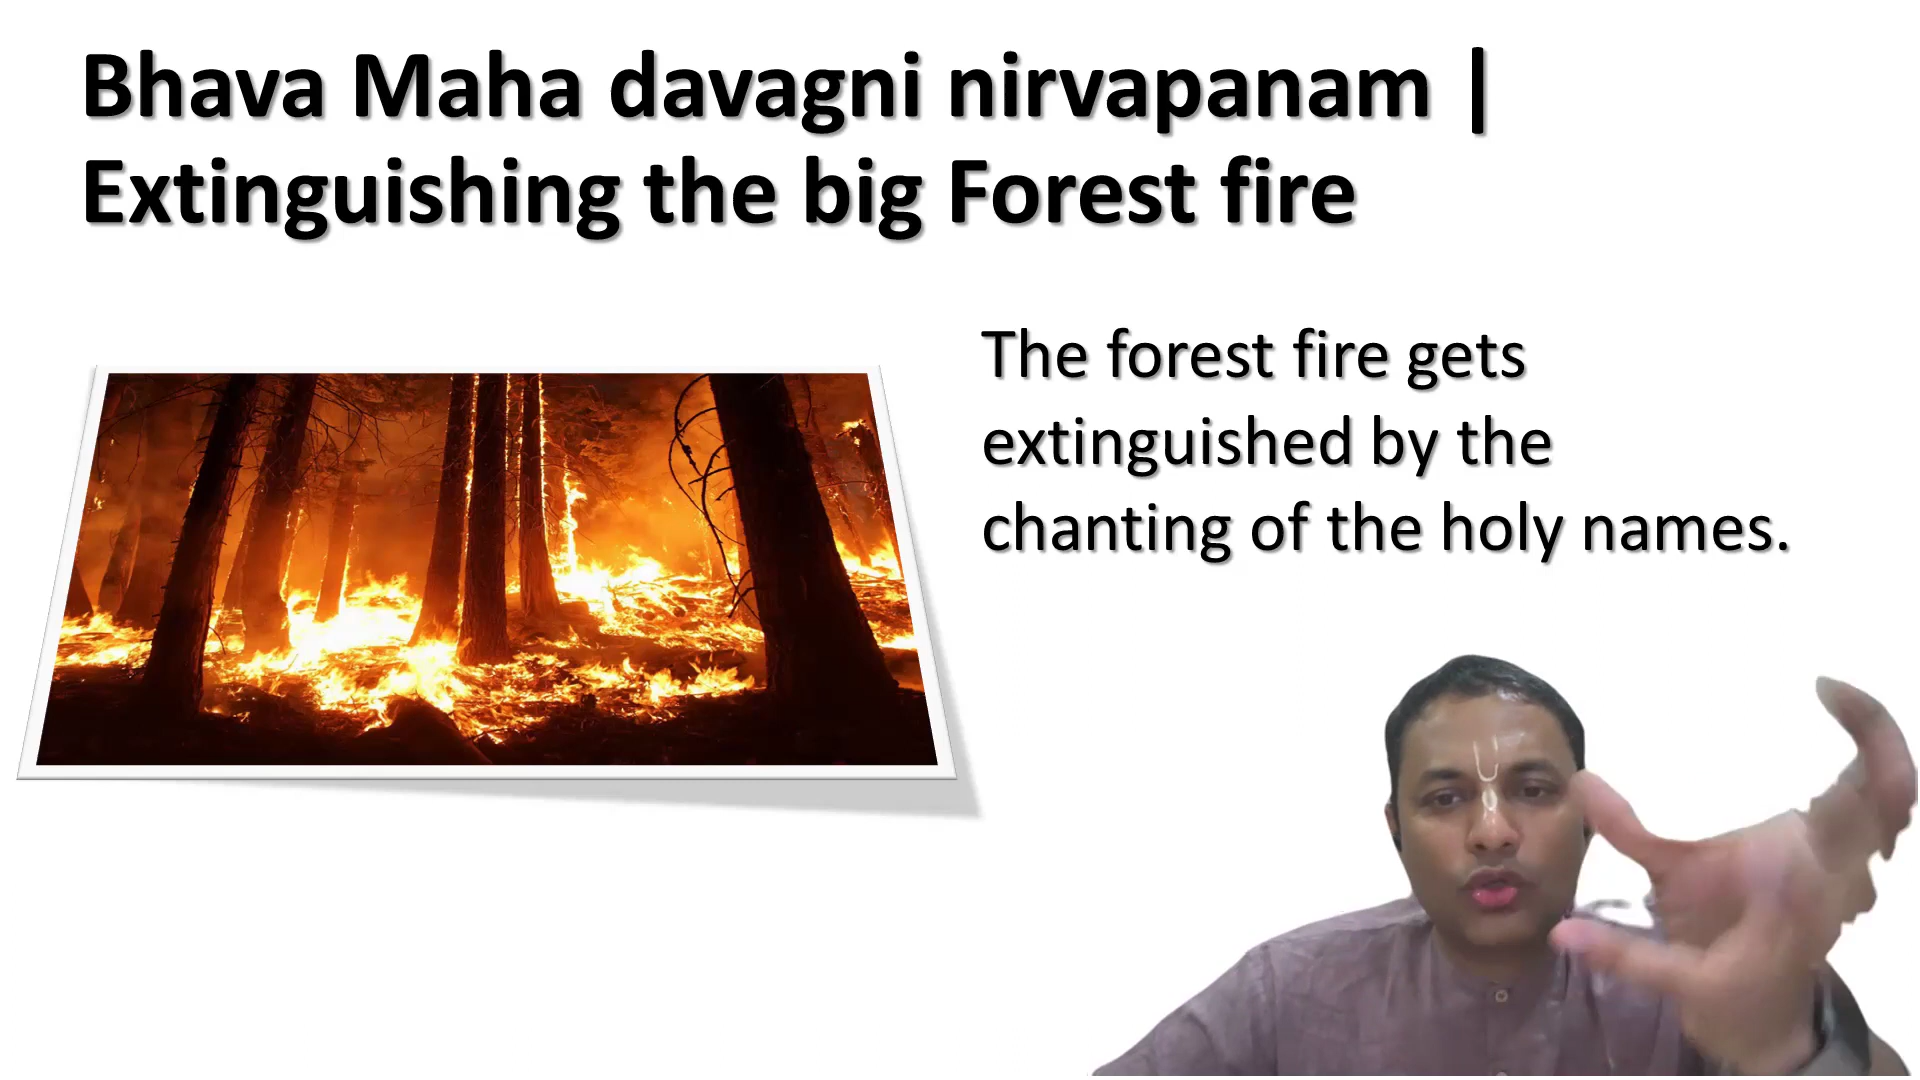 Bhava Maha davagni nirvapanam |
Extinguishing the big Forest fire
The forest fire gets
extinguished by the
chanting of the holy names.